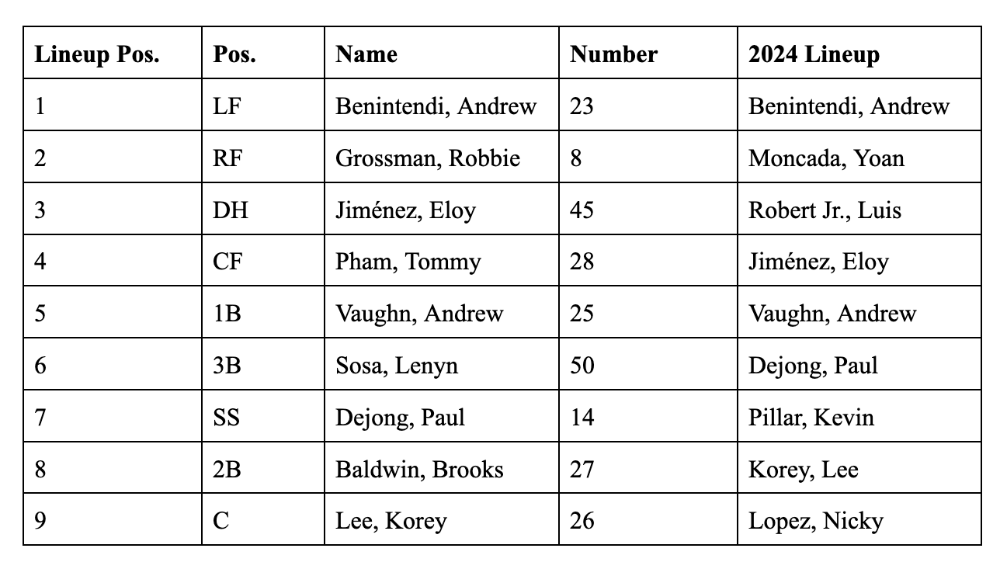 Lineup Pos. Pos. Name Number 2024 Lineup
1 LF Benintendi, Andrew 23 Benintendi, Andrew
2 RF Grossman, Robbie 8 Moncada, Yoan
3 DH Jiménez, Eloy 45 Robert Jr., Luis
4 CF Pham, Tommy 28 Jiménez, Eloy
5 1B Vaughn, Andrew 25 Vaughn, Andrew
6 3B Sosa, Lenyn 50 Dejong, Paul
7 SS Dejong, Paul 14 Pillar, Kevin
8 2B Baldwin, Brooks 27 Korey, Lee
9 C Lee, Korey 26 Lopez, Nicky